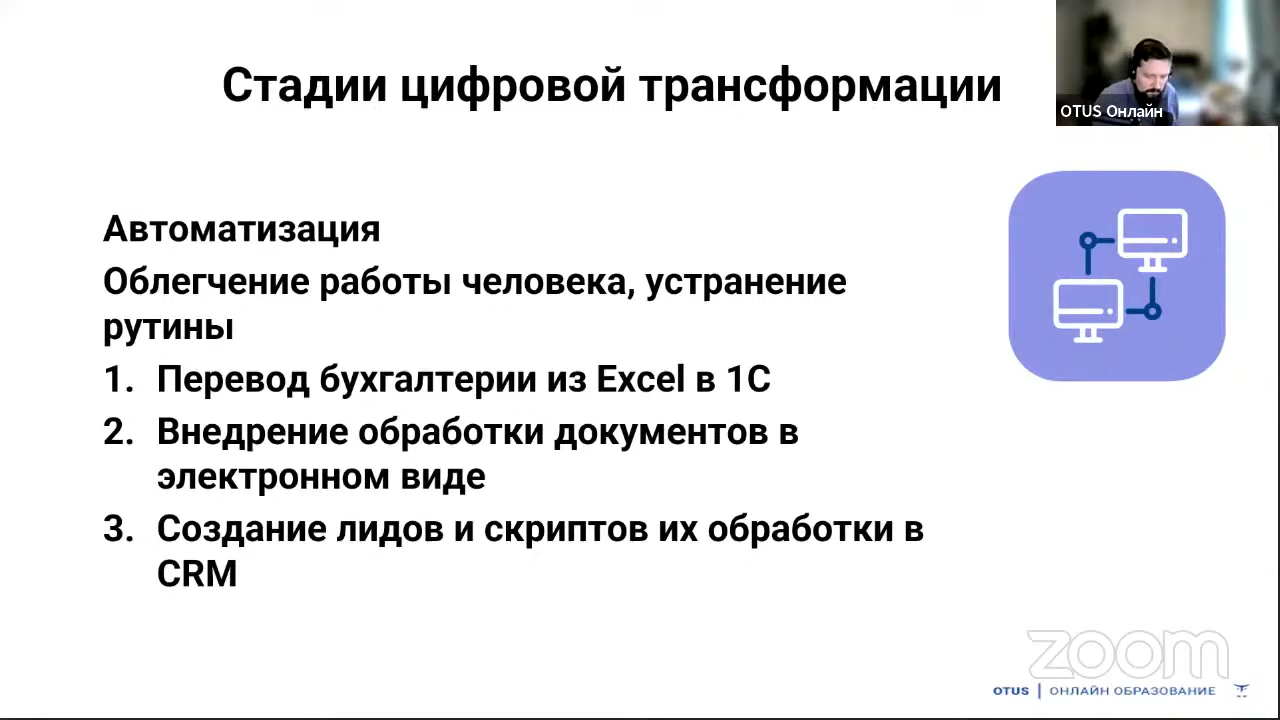 Стадии цифровой трансформации
OTUS Онлайн
Автоматизация
Облегчение работы человека, устранение
рутины
1. Перевод бухгалтерии из Excel в 1С
2. Внедрение обработки документов в
электронном виде
3. Создание лидов и скриптов их обработки в
CRM
zoom
OTUS | ОНЛАЙН ОБРАЗОВАНИЕ